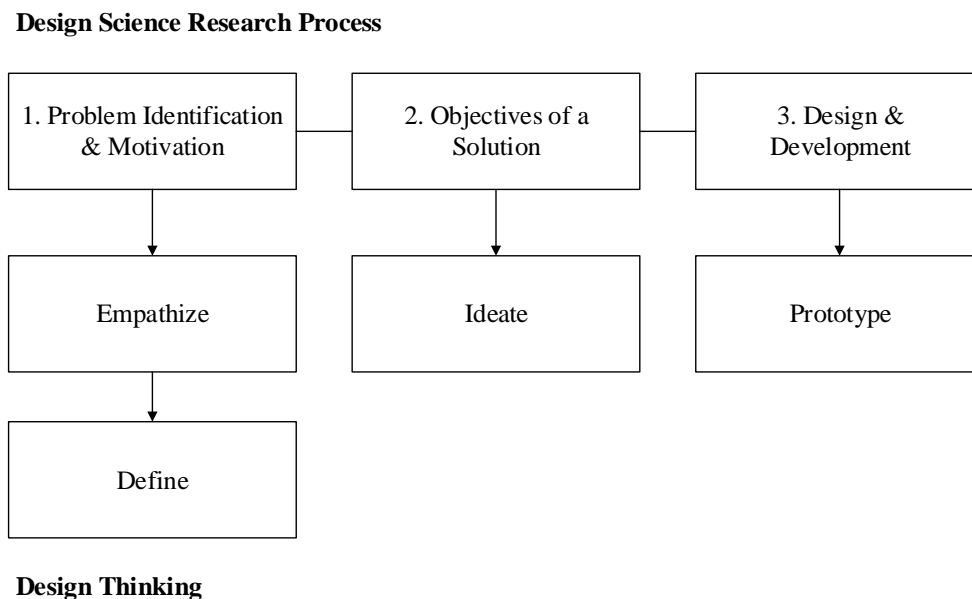 Design Science Research Process
1. Problem Identification
& Motivation
2. Objectives of a
Solution
3. Design &
Development
Empathize
Ideate
Prototype
Define
Design Thinking